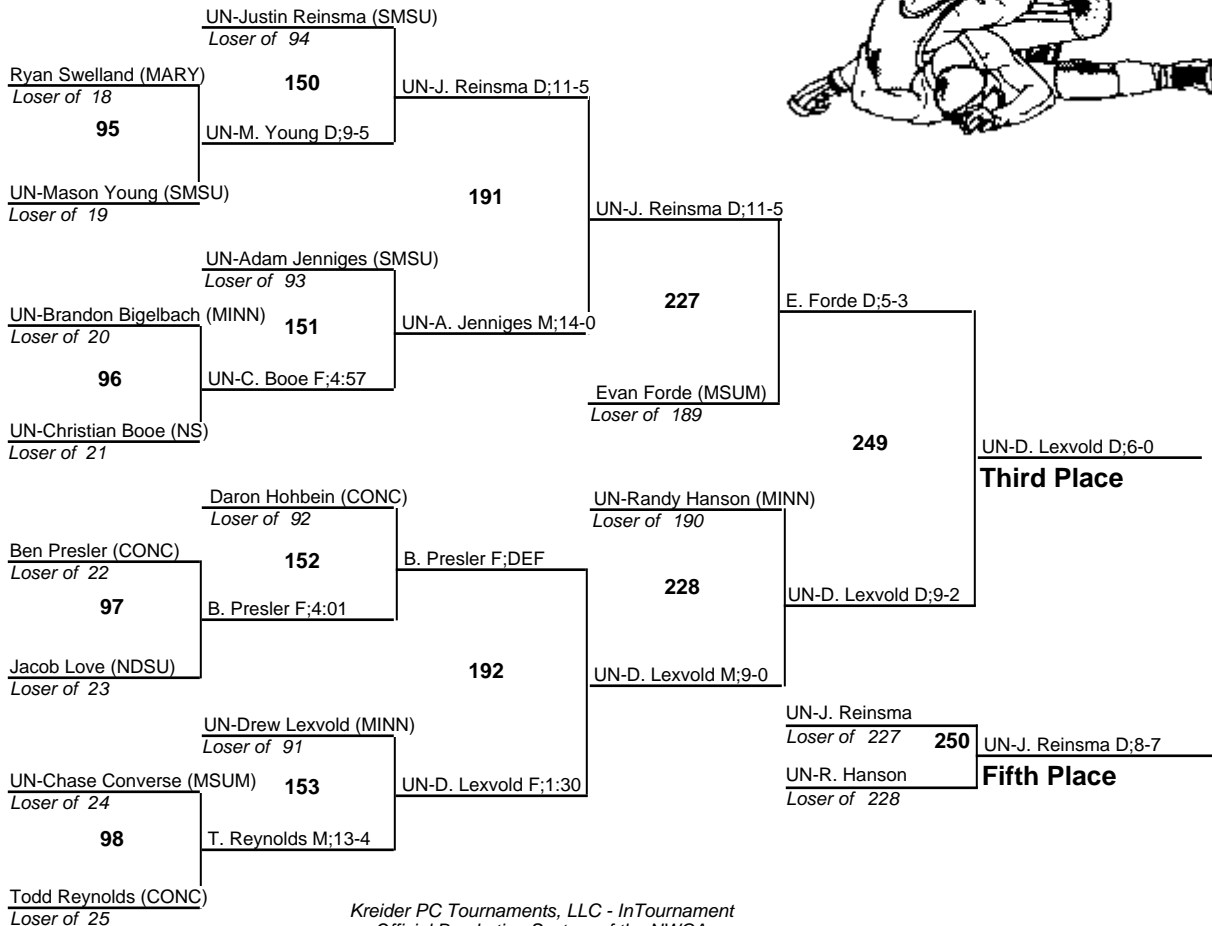 UN-Justin Reinsma (SMSU)
Loser of 94
Ryan Swelland (MARY)
Loser of 18
150
UN-J. Reinsma D;11-5
95
UN-M. Young D;9-5
UN-Mason Young (SMSU)
Loser of 19
191
UN-J. Reinsma D;11-5
UN-Adam Jenniges (SMSU)
Loser of 93
227
E. Forde D;5-3
UN-Brandon Bigelbach (MINN)
Loser of 20
151
UN-A. Jenniges M;14-0
96
UN-C. Booe F;4:57
Evan Forde (MSUM)
Loser of 189
UN-Christian Booe (NS)
Loser of 21
249
UN-D. Lexvold D;6-0
Third Place
Daron Hohbein (CONC)
Loser of 92
UN-Randy Hanson (MINN)
Loser of 190
Ben Presler (CONC)
Loser of 22
152
B. Presler F;DEF
228
97
B. Presler F;4:01
UN-D. Lexvold D;9-2
Jacob Love (NDSU)
Loser of 23
192
UN-D. Lexvold M;9-0
UN-Drew Lexvold (MINN)
Loser of 91
UN-J. Reinsma
Loser of 227
250
UN-J. Reinsma D;8-7
Fifth Place
UN-R. Hanson
Loser of 228
UN-Chase Converse (MSUM)
Loser of 24
153
UN-D. Lexvold F;1:30
98
T. Reynolds M;13-4
Todd Reynolds (CONC)
Loser of 25
Kreider PC Tournaments, LLC - InTournament